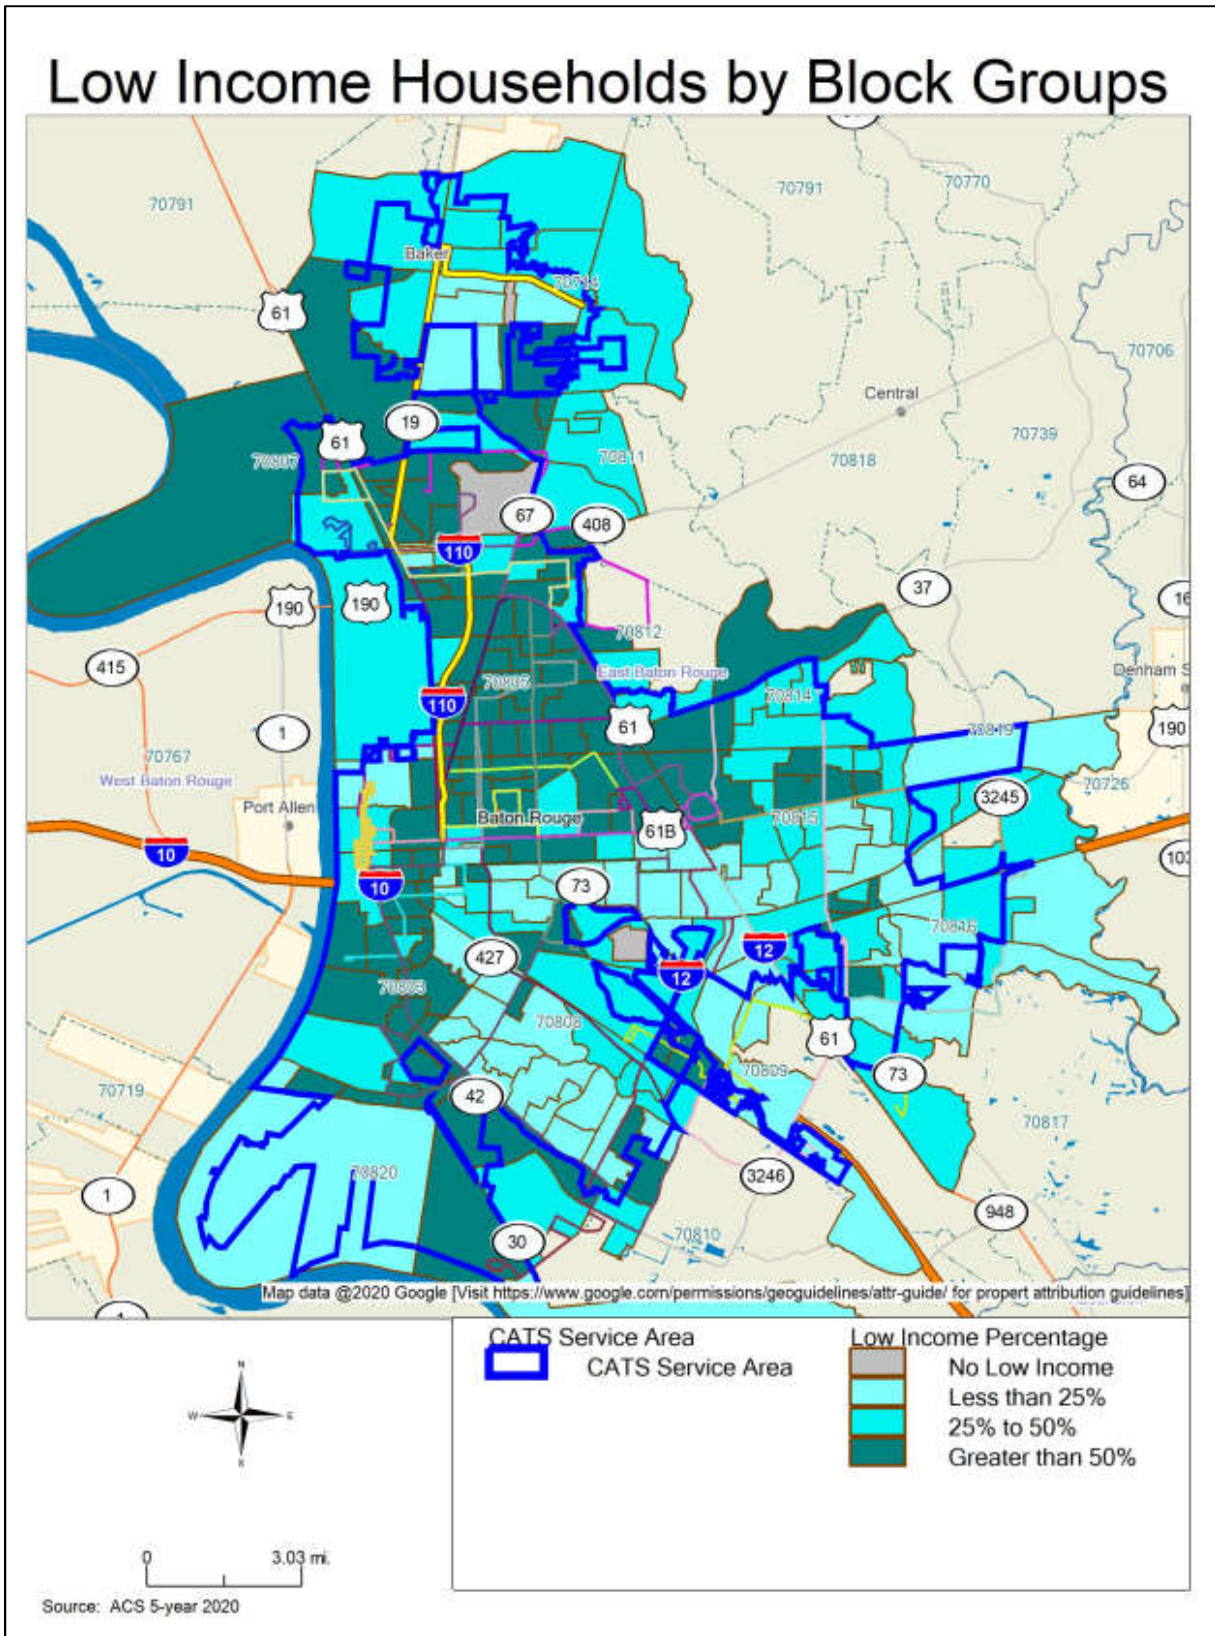 Low Income Households by Block Groups
70791
70791
70770
Baker
70714
61
70706
Central
19
61
70807
70811
70739
70818
64
67
408
110
37
16
190
190
70812
415
East Baton Rouge
70805
Denham S
110
70814
61
1
190
70819
70767
West Baton Rouge
70726
3245
Port Allen
Baton Rouge
70815
61B
10
103
10
73
70816
427
12
12
70803
70808
61
70809
73
70719
42
70817
70820
3246
1
948
70810
30
Map data @2020 Google [Visit https://www.google.com/permissions/geoguidelines/attr-guide/ for propert attribution guidelines]
CATS Service Area
CATS Service Area
Low Income Percentage
No Low Income
Less than 25%
25% to 50%
Greater than 50%
N
W
E
S
0
3.03 mi.
Source: ACS 5-year 2020